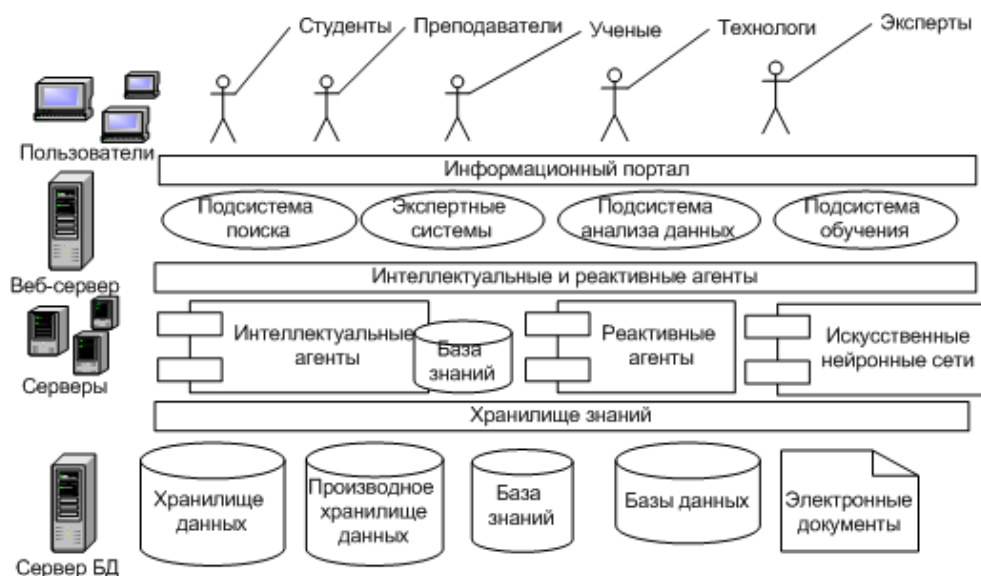 Студенты
Преподаватели
Ученые
Технологи
Эксперты
Пользователи
Информационный портал
Подсистема
поиска
Экспертные
системы
Подсистема
анализа данных
Подсистема
обучения
Веб-сервер
Интеллектуальные и реактивные агенты
Интеллектуальные
агенты
База
знаний
Реактивные
агенты
Искусственные
нейронные сети
Серверы
Хранилище знаний
Хранилище
данных
Производное
хранилище
данных
База
знаний
Базы данных
Электронные
документы
Сервер БД